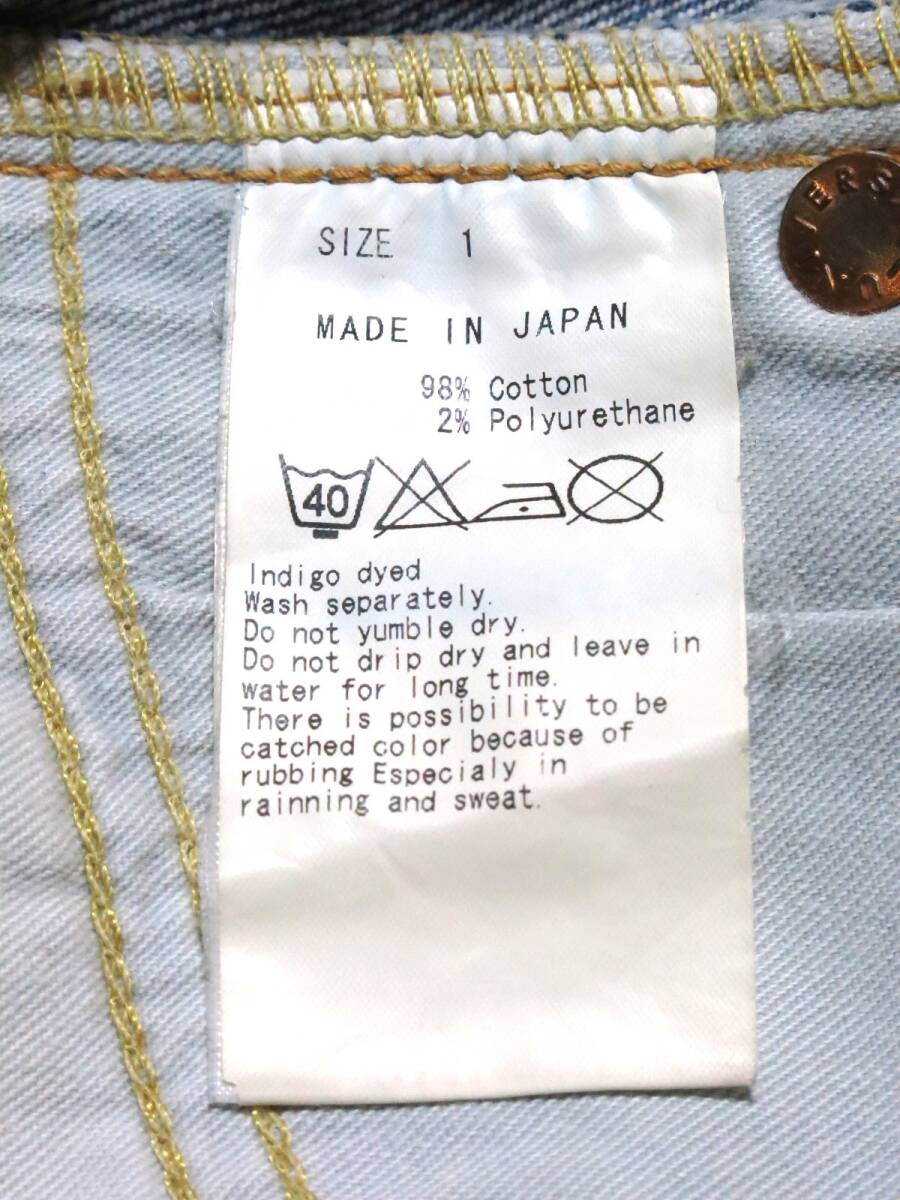 SIZE 1
MADE IN JAPAN
98% Cotton
2% Polyurethane
40
Indigo dyed
Wash separately.
Do not yumble dry.
Do not drip dry and leave in
water for long time.
There is possibility to be
catched color because of
rubbing Especialy in
rainning and sweat.